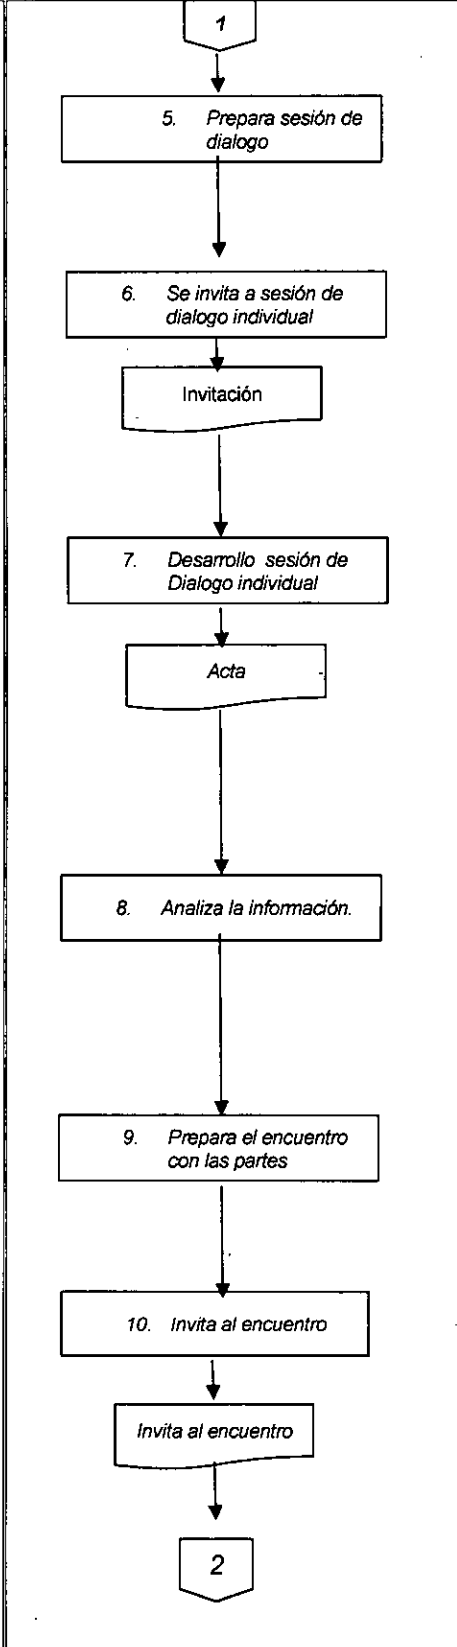 1
5. Prepara sesión de
dialogo
6. Se invita a sesión de
dialogo individual
Invitación
7. Desarrollo sesión de
Dialogo individual
Acta
8. Analiza la información.
9. Prepara el encuentro
con las partes
10. Invita al encuentro
Invita al encuentro
2